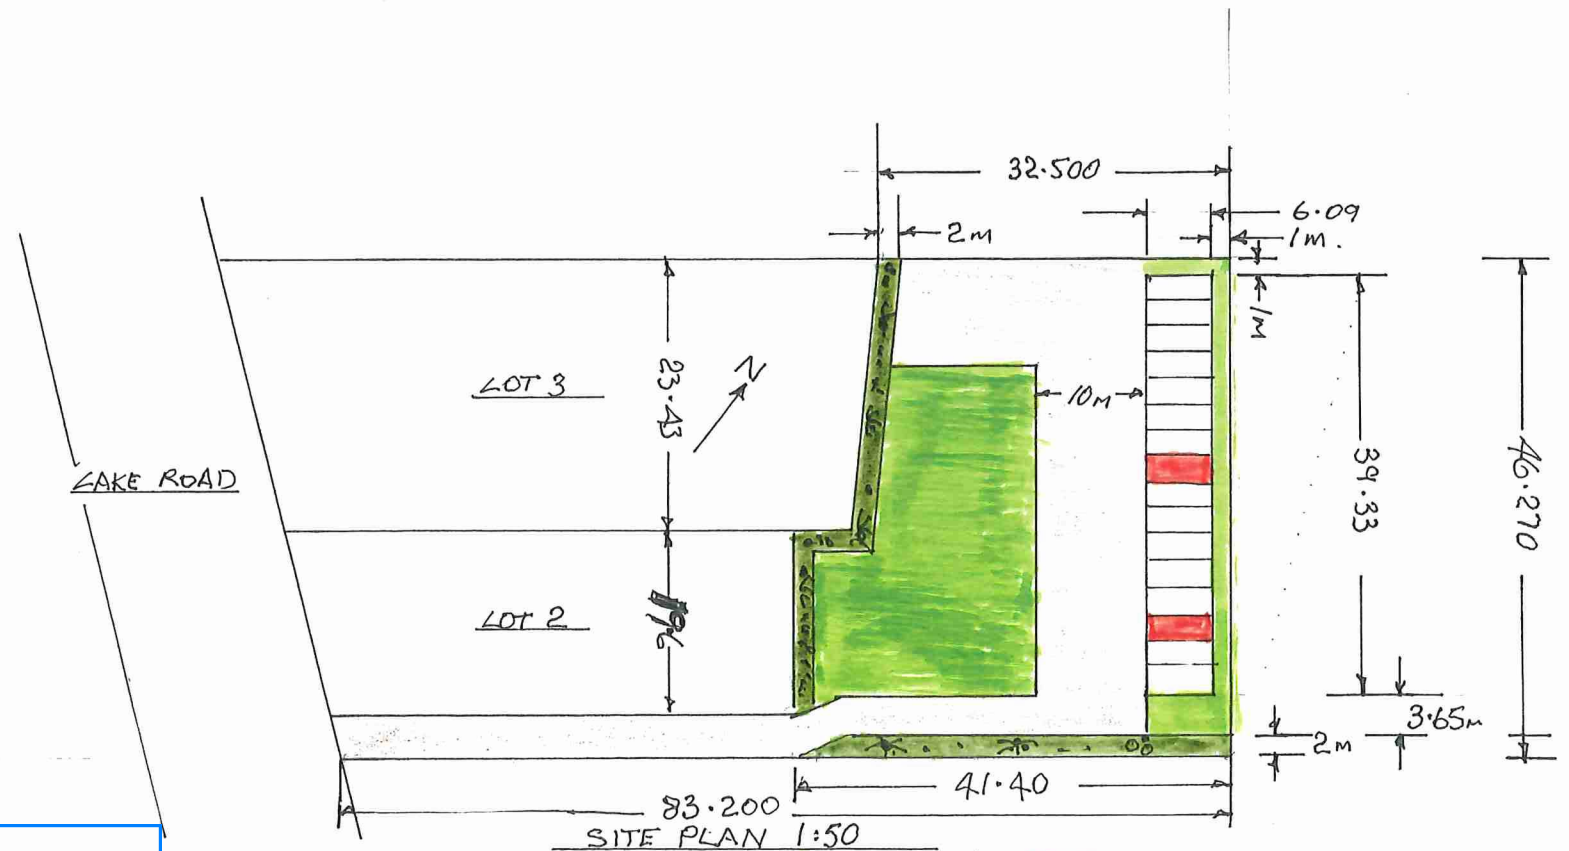 32.500
6.09
2M
1M.
1M
23.43
N
LOT 3
10M
39.33
46.270
LAKE ROAD
LOT 2
3.65M
2M
41.40
83.200
SITE PLAN 1:50